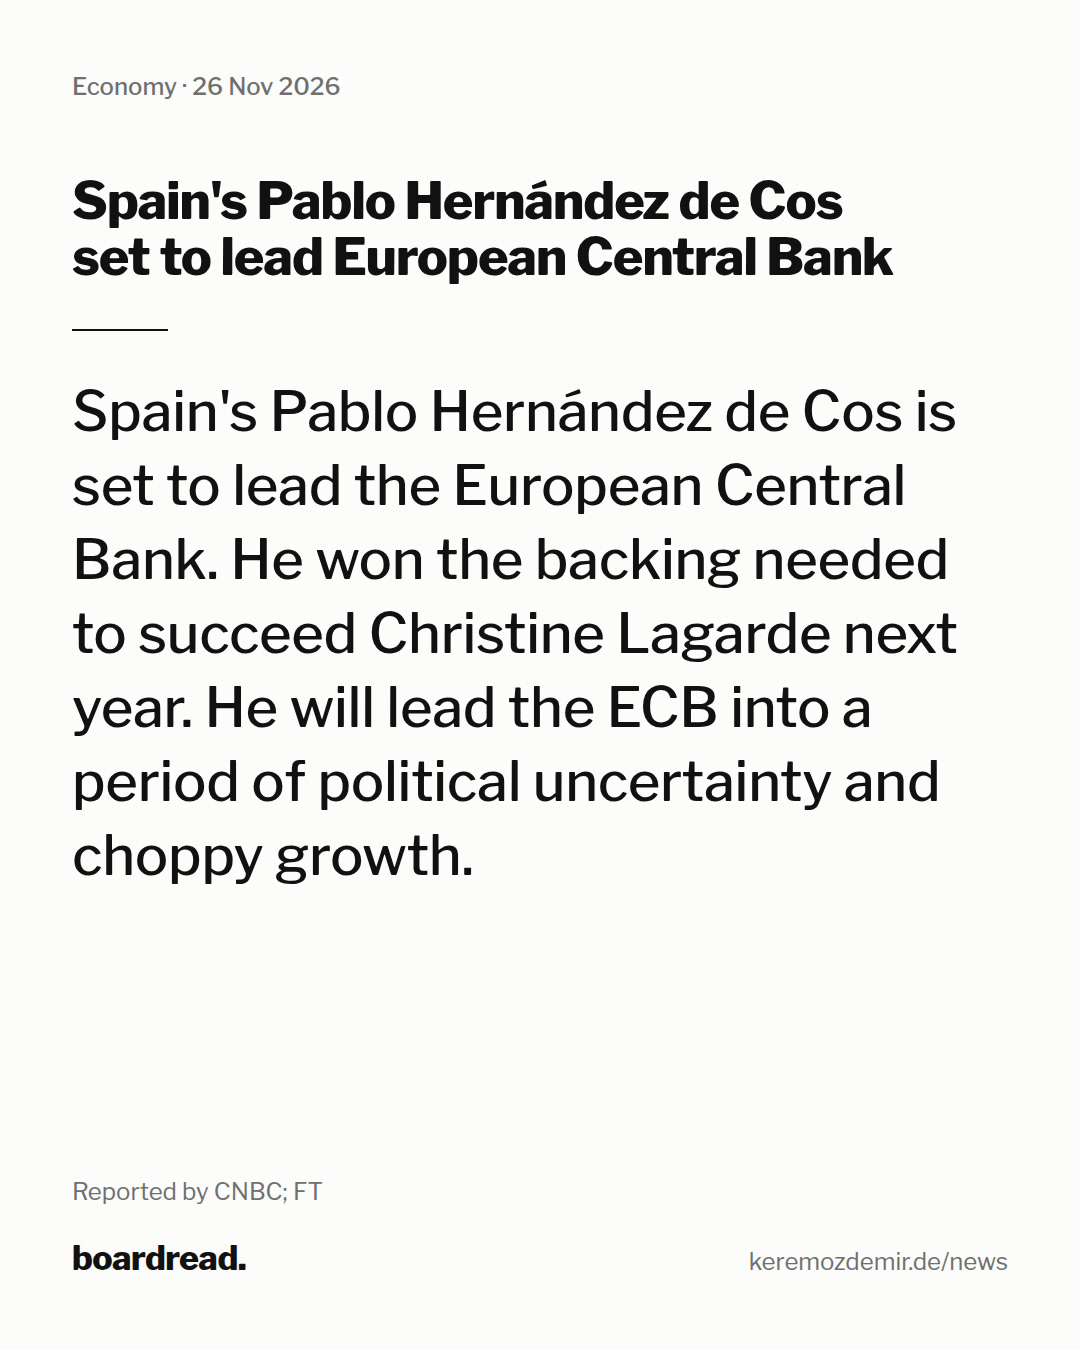 Economy · 26 Nov 2026
Spain's Pablo Hernández de Cos
set to lead European Central Bank
Spain's Pablo Hernández de Cos is
set to lead the European Central
Bank. He won the backing needed
to succeed Christine Lagarde next
year. He will lead the ECB into a
period of political uncertainty and
choppy growth.
Reported by CNBC; FT
boardread.
keremozdemir.de/news